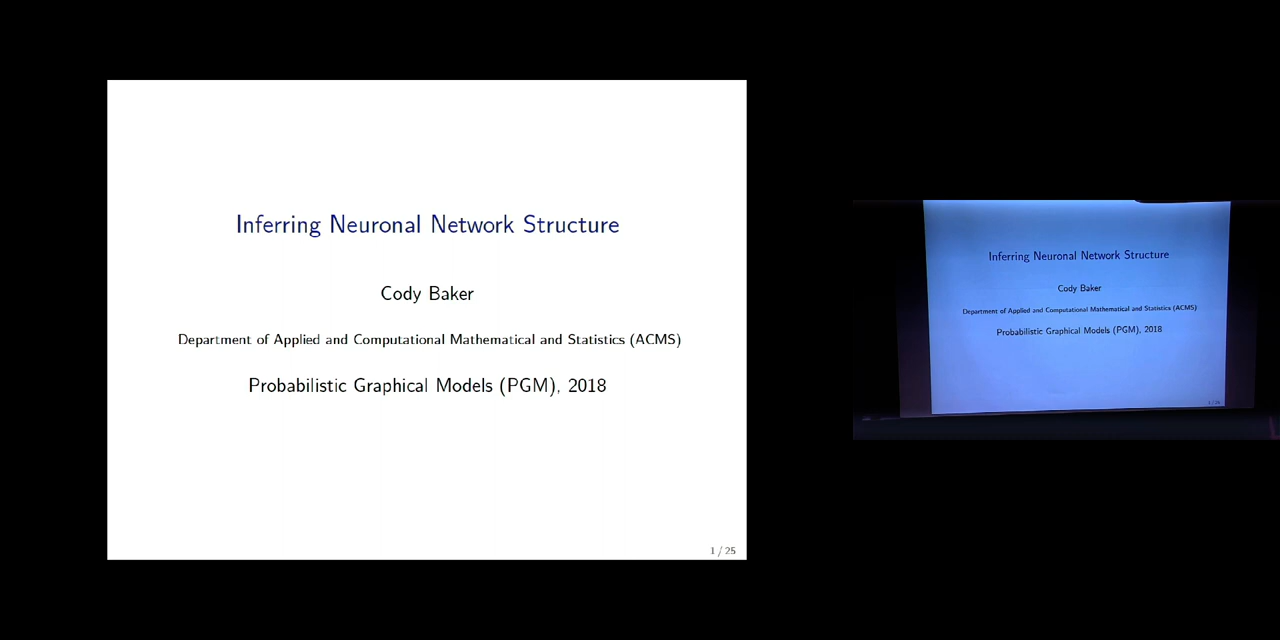 Inferring Neuronal Network Structure
Cody Baker
Department of Applied and Computational Mathematical and Statistics (ACMS)
Probabilistic Graphical Models (PGM), 2018
1 / 25
Inferring Neuronal Network Structure
Cody Baker
Department of Applied and Computational Mathematical and Statistics (ACMS)
Probabilistic Graphical Models (PGM), 2018
1 / 25